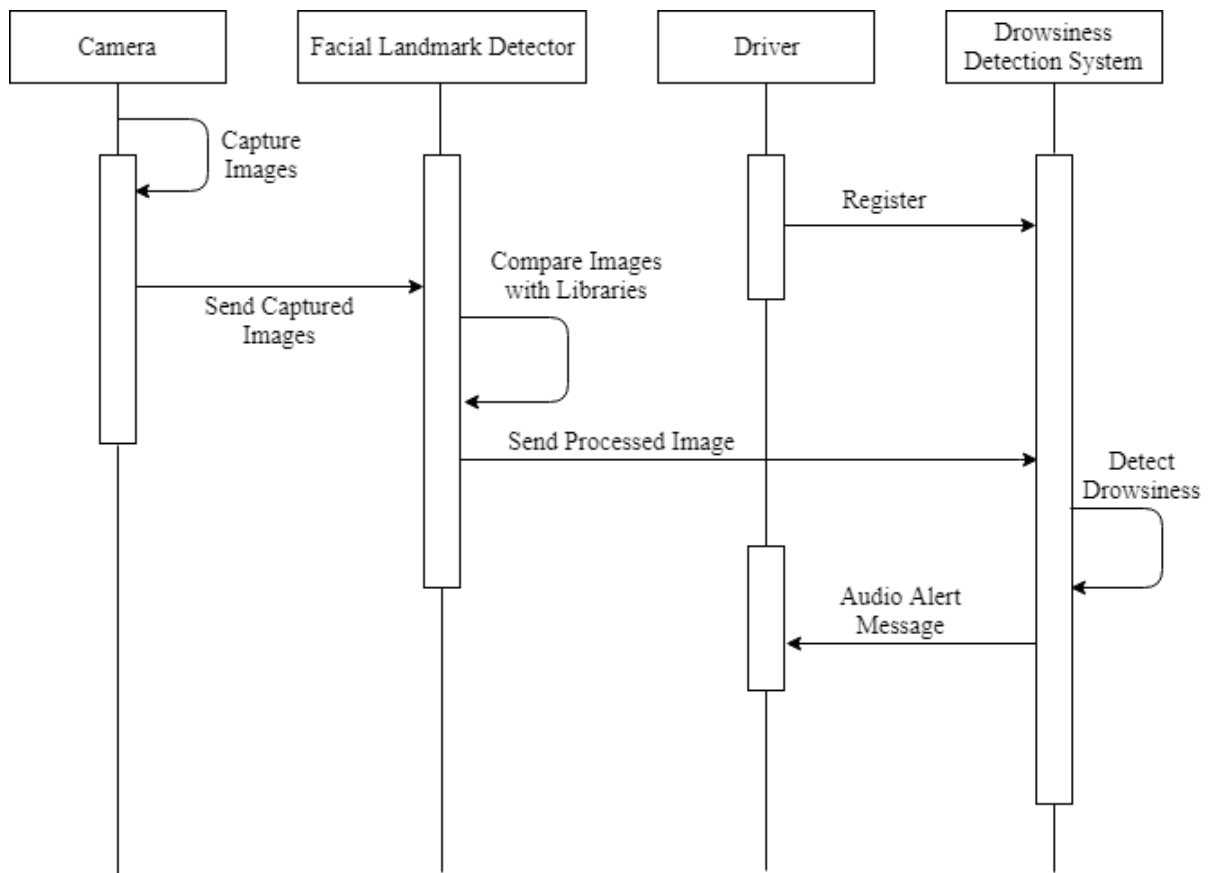 Camera
Facial Landmark Detector
Driver
Drowsiness
Detection System
Capture
Images
Register
Compare Images
with Libraries
Send Captured
Images
Send Processed Image
Detect
Drowsiness
Audio Alert
Message